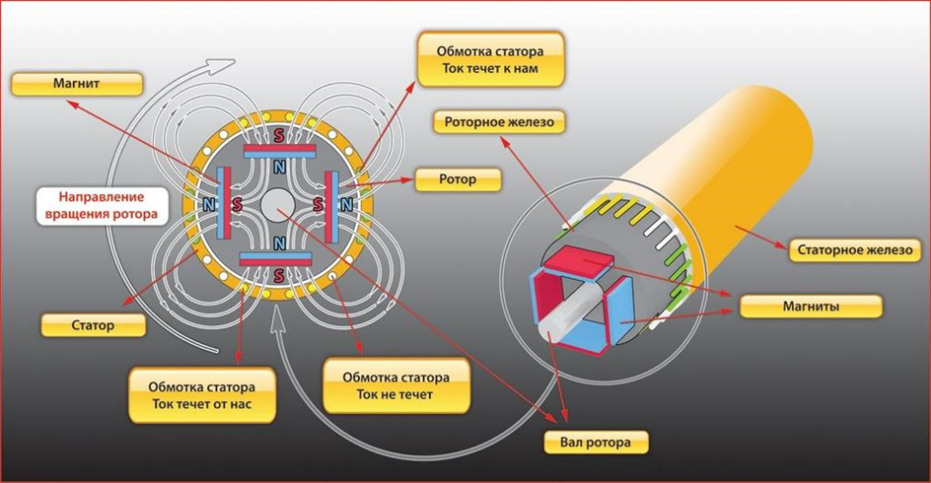 Обмотка статора
Ток течет к нам
Магнит
Роторное железо
S
N
Ротор
Направление
вращения ротора
N
S
S
N
N
S
Статорное железо
Магниты
Статор
Обмотка статора
Ток течет от нас
Обмотка статора
Ток не течет
Вал ротора